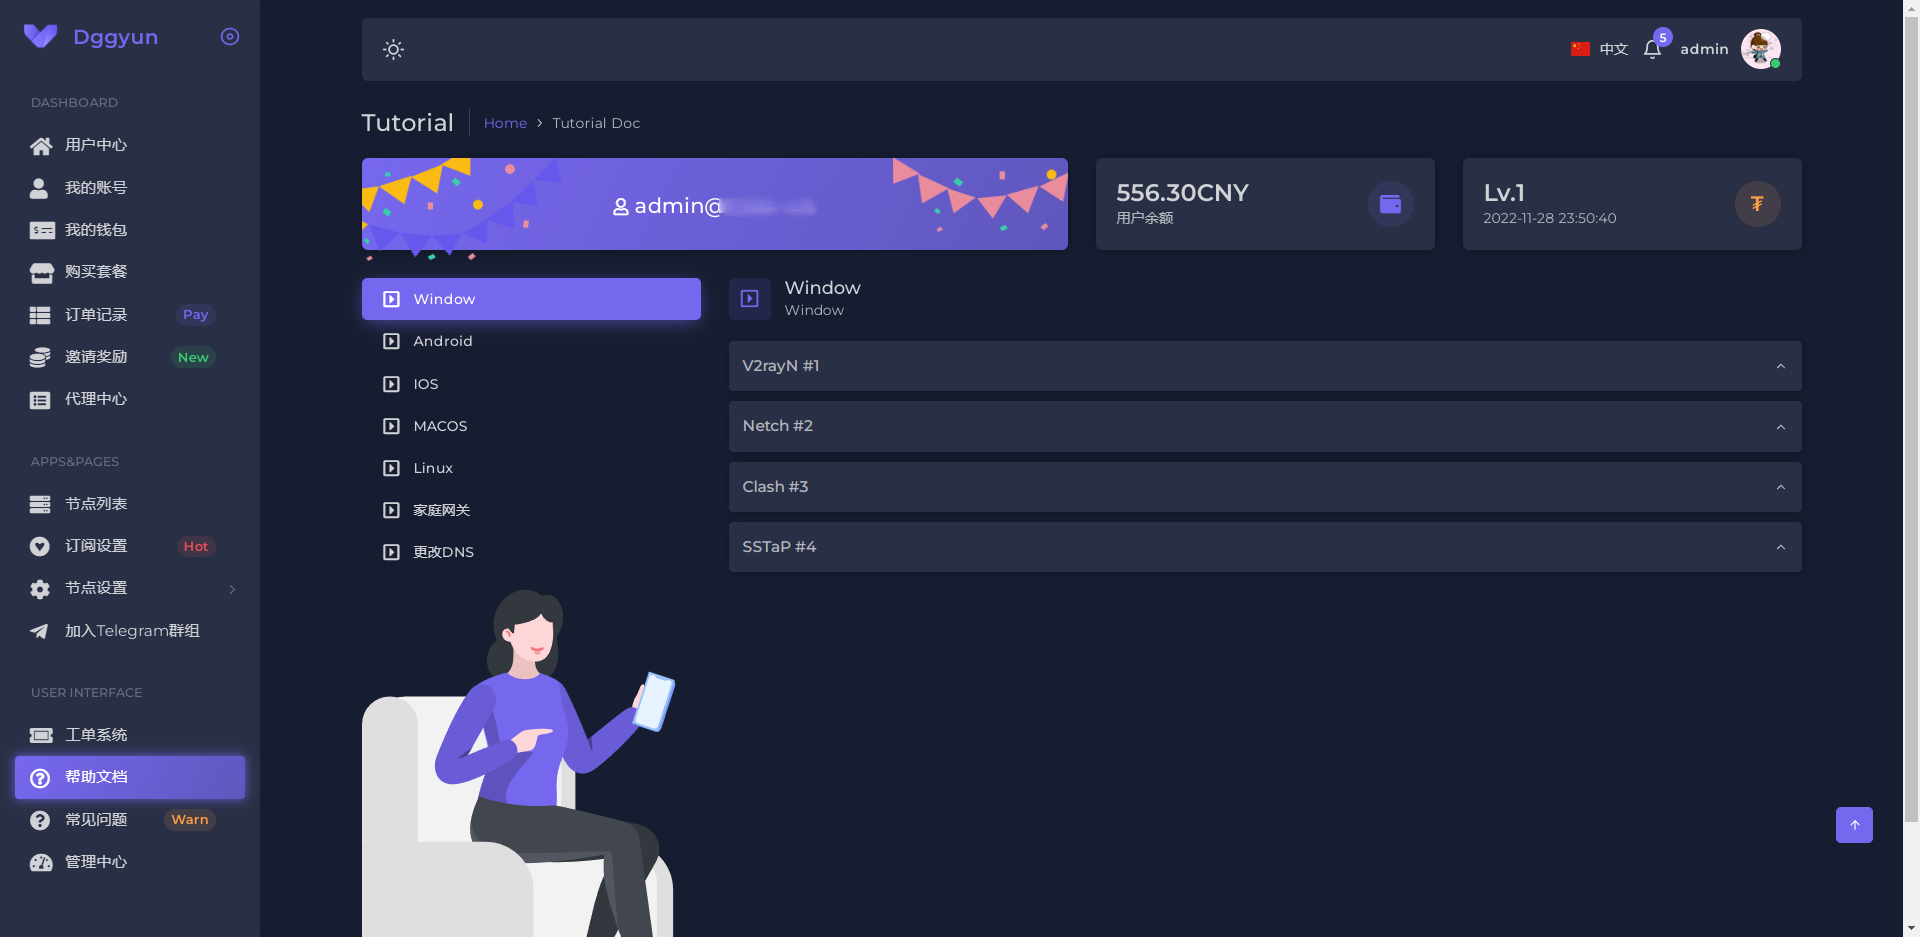 Dggyun
DASHBOARD
用户中心
我的账号
我的钱包
购买套餐
订单记录 Pay
邀请奖励 New
代理中心
APPS&PAGES
节点列表
订阅设置 Hot
节点设置
加入Telegram群组
USER INTERFACE
工单系统
帮助文档
常见问题 Warn
管理中心
中文 5 admin
Tutorial Home > Tutorial Doc
admin@
556.30CNY
用户余额
Lv.1
2022-11-28 23:50:40
Window
Android
IOS
MACOS
Linux
家庭网关
更改DNS
Window
Window
V2rayN #1
Netch #2
Clash #3
SSTaP #4